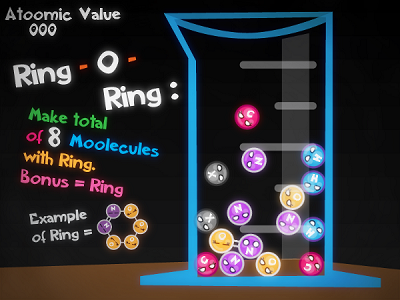 Atoomic Value
000
Ring - O -
Ring :
Make total
of 8 Moolecules
with Ring.
Bonus = Ring
Example
of Ring =